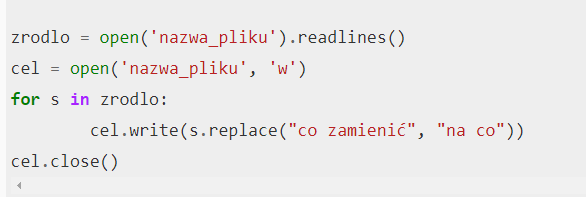 zrodlo = open('nazwa_pliku').readlines()
cel = open('nazwa_pliku', 'w')
for s in zrodlo:
        cel.write(s.replace("co zamienić", "na co"))
cel.close()